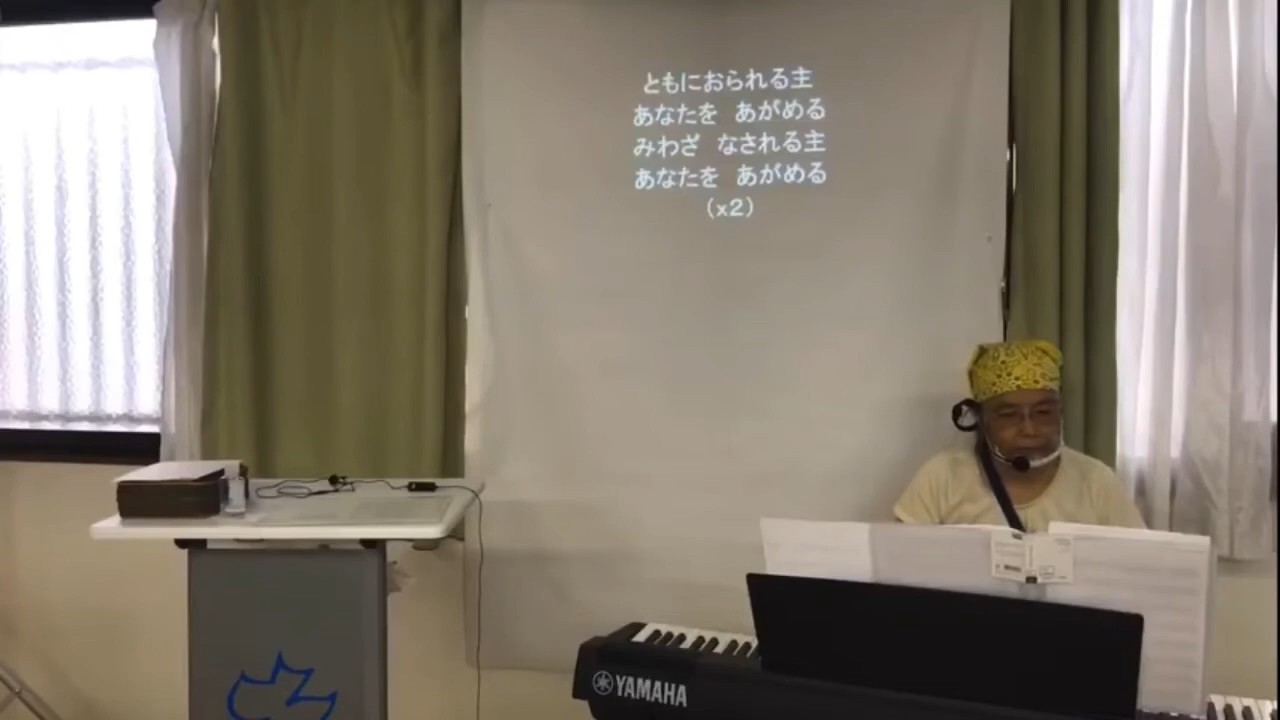 ともにおられる主
あなたを　あがめる
みわざ　なされる主
あなたを　あがめる
（x2）
YAMAHA